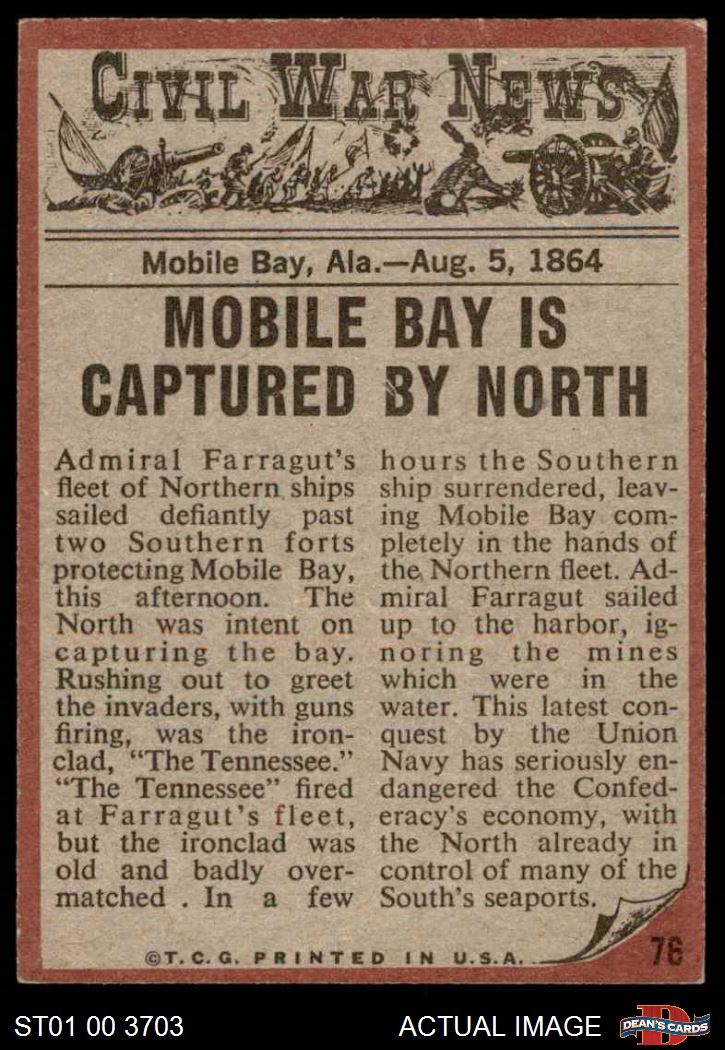 CIVIL WAR NEWS
Mobile Bay, Ala.—Aug. 5, 1864
MOBILE BAY IS
CAPTURED BY NORTH
Admiral Farragut's
fleet of Northern ships
sailed defiantly past
two Southern forts
protecting Mobile Bay,
this afternoon. The
North was intent on
capturing the bay.
Rushing out to greet
the invaders, with guns
firing, was the iron-
clad, "The Tennessee."
"The Tennessee" fired
at Farragut's fleet,
but the ironclad was
old and badly over-
matched . In a few
hours the Southern
ship surrendered, leav-
ing Mobile Bay com-
pletely in the hands of
the Northern fleet. Ad-
miral Farragut sailed
up to the harbor, ig-
noring the mines
which were in the
water. This latest con-
quest by the Union
Navy has seriously en-
dangered the Confed-
eracy's economy, with
the North already in
control of many of the
South's seaports.
©T. C. G. PRINTED IN U.S.A.
76
ST01 00 3703
ACTUAL IMAGE
D
DEAN'S CARDS